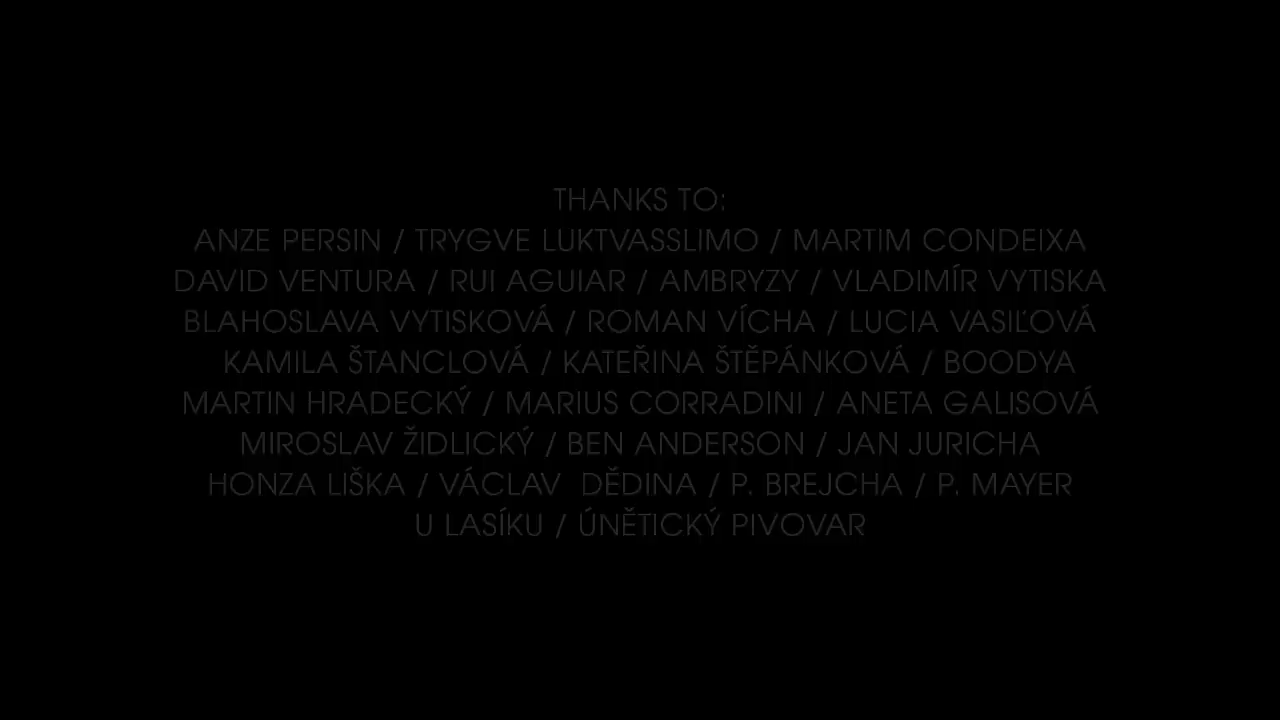 THANKS TO:
ANZE PERSIN / TRYGVE LUKTVASSLIMO / MARTIM CONDEIXA
DAVID VENTURA / RUI AGUIAR / AMBRYZY / VLADIMÍR VYTISKA
BLAHOSLAVA VYTISKOVÁ / ROMAN VÍCHA / LUCIA VASIĽOVÁ
KAMILA ŠTANCLOVÁ / KATEŘINA ŠTĚPÁNKOVÁ / BOODYA
MARTIN HRADECKÝ / MARIUS CORRADINI / ANETA GALISOVÁ
MIROSLAV ŽIDLICKÝ / BEN ANDERSON / JAN JURICHA
HONZA LIŠKA / VÁCLAV  DĚDINA / P. BREJCHA / P. MAYER
U LASÍKU / ÚNĚTICKÝ PIVOVAR